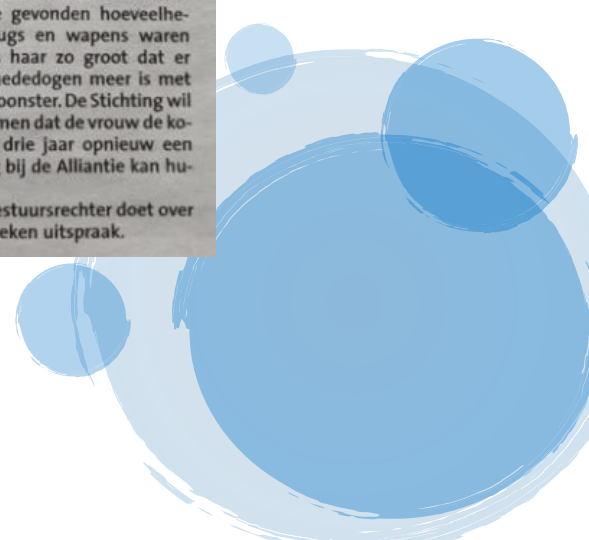 gevonden hoeveelhe-
ugs en wapens waren
haar zo groot dat er
mededogen meer is met
oonster. De Stichting wil
men dat de vrouw de ko-
drie jaar opnieuw een
bij de Alliantie kan hu-
estuursrechter doet over
eken uitspraak.